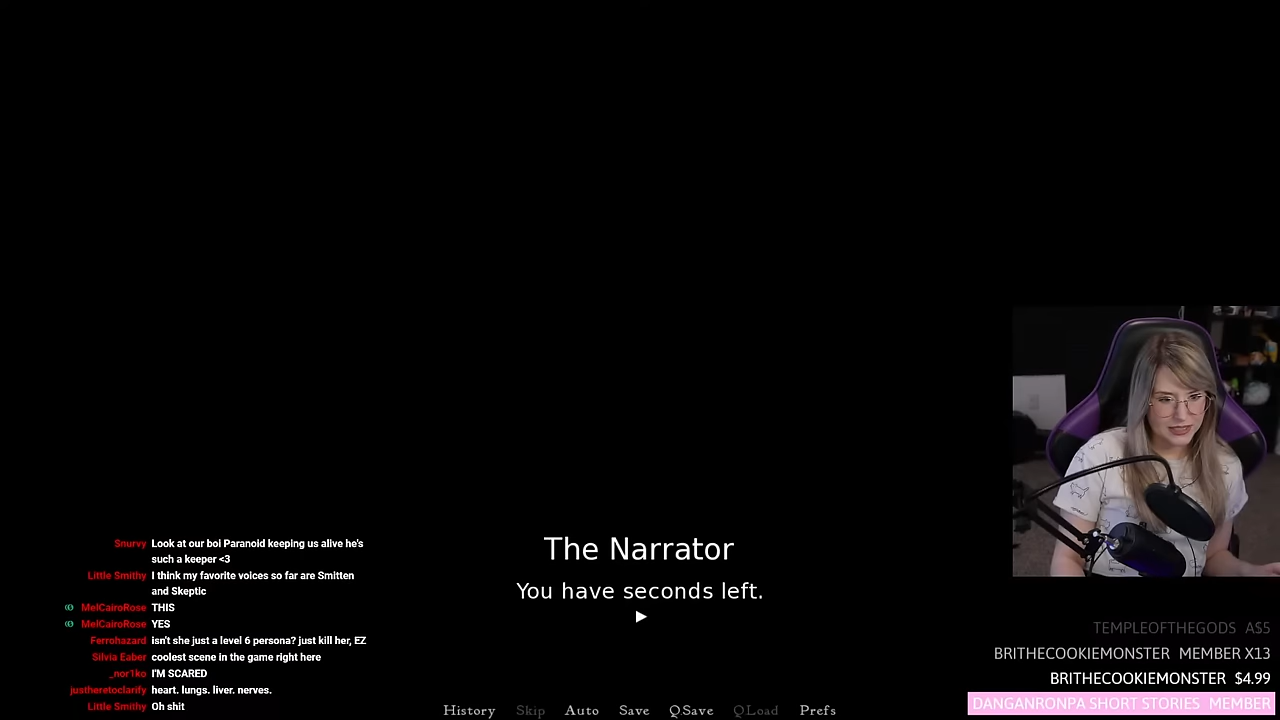 Snurvy Look at our boi Paranoid keeping us alive he's
such a keeper <3
Little Smithy I think my favorite voices so far are Smitten
and Skeptic
MelCairoRose THIS
MelCairoRose YES
Ferrohazard isn't she just a level 6 persona? just kill her, EZ
Silvia Eaber coolest scene in the game right here
_nor1ko I'M SCARED
justheretoclarify heart. lungs. liver. nerves.
Little Smithy Oh shit
The Narrator
You have seconds left.
History Skip Auto Save Q.Save Q.Load Prefs
TEMPLEOFTHEGODS A$5
BRITHECOOKIEMONSTER MEMBER X13
BRITHECOOKIEMONSTER $4.99
DANGANRONPA SHORT STORIES MEMBER